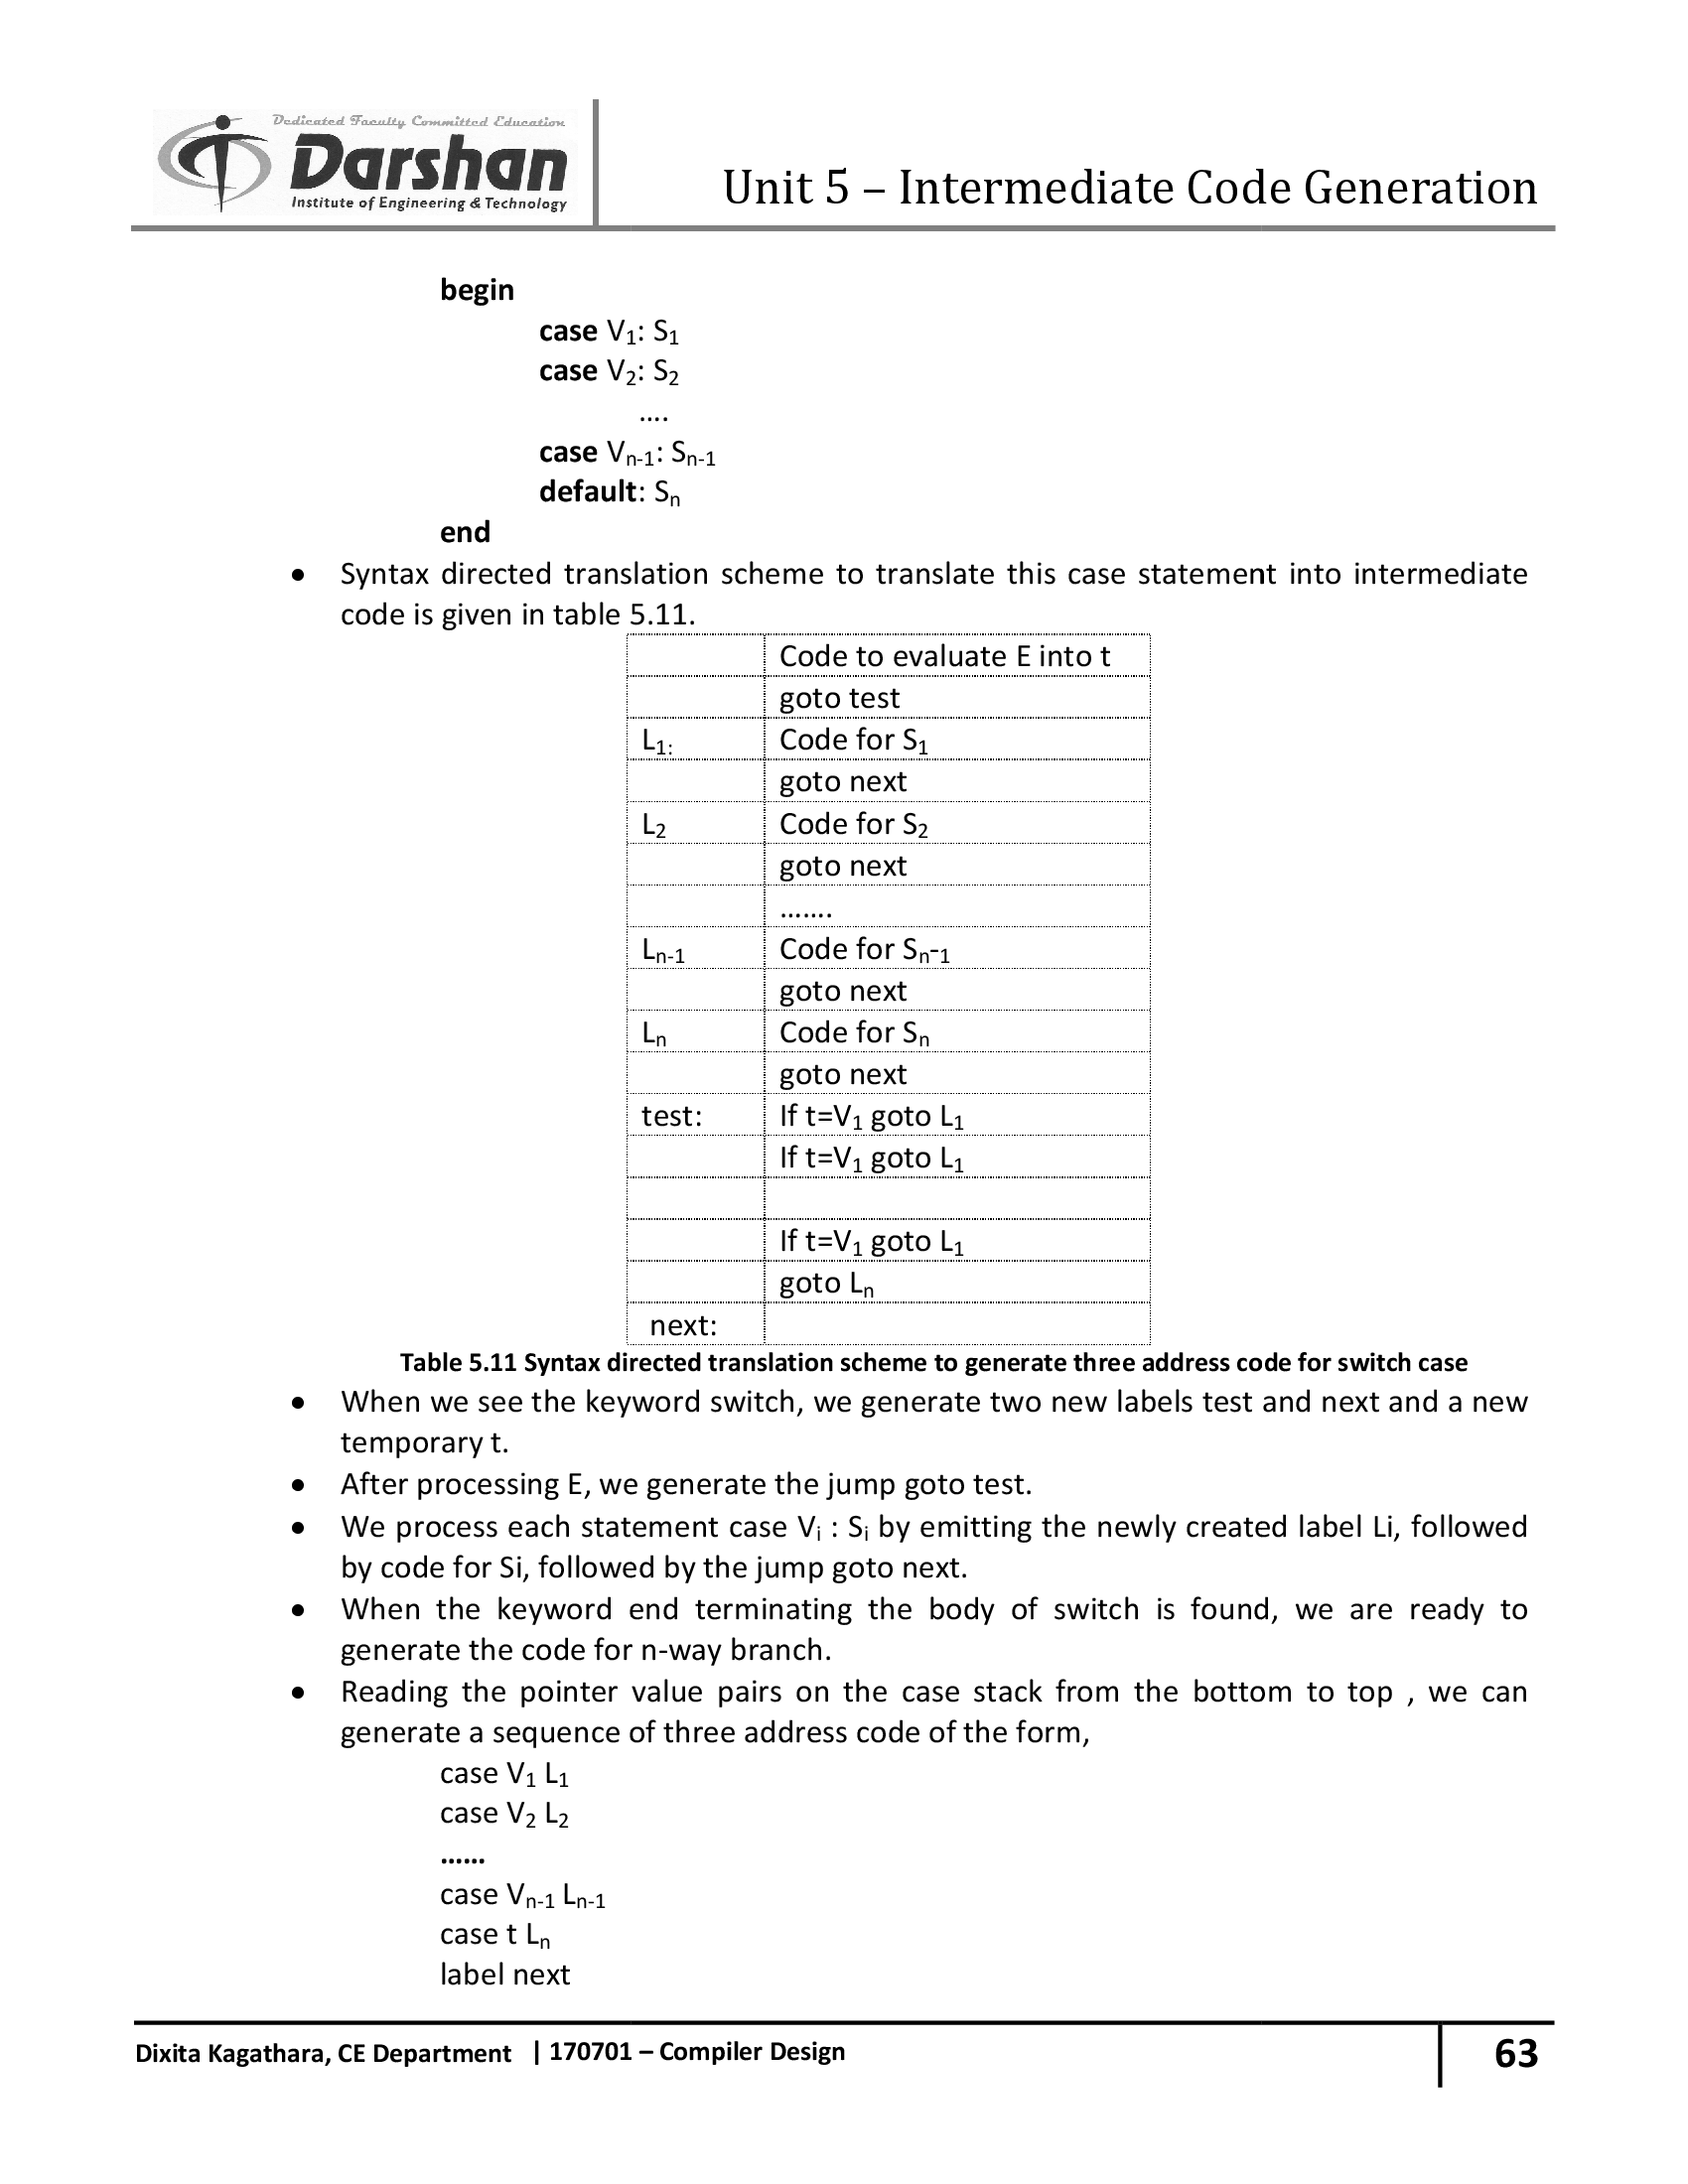 Dedicated Faculty Committed Education
Darshan
Institute of Engineering & Technology
Unit 5 – Intermediate Code Generation
begin
case V1: S1
case V2: S2
....
case Vn-1: Sn-1
default: Sn
end
• Syntax directed translation scheme to translate this case statement into intermediate
code is given in table 5.11.
Code to evaluate E into t
goto test
L1: Code for S1
goto next
L2 Code for S2
goto next
.......
Ln-1 Code for Sn-1
goto next
Ln Code for Sn
goto next
test: If t=V1 goto L1
If t=V1 goto L1
If t=V1 goto L1
goto Ln
next:
Table 5.11 Syntax directed translation scheme to generate three address code for switch case
• When we see the keyword switch, we generate two new labels test and next and a new
temporary t.
• After processing E, we generate the jump goto test.
• We process each statement case Vi : Si by emitting the newly created label Li, followed
by code for Si, followed by the jump goto next.
• When the keyword end terminating the body of switch is found, we are ready to
generate the code for n-way branch.
• Reading the pointer value pairs on the case stack from the bottom to top , we can
generate a sequence of three address code of the form,
case V1 L1
case V2 L2
......
case Vn-1 Ln-1
case t Ln
label next
Dixita Kagathara, CE Department | 170701 – Compiler Design 63